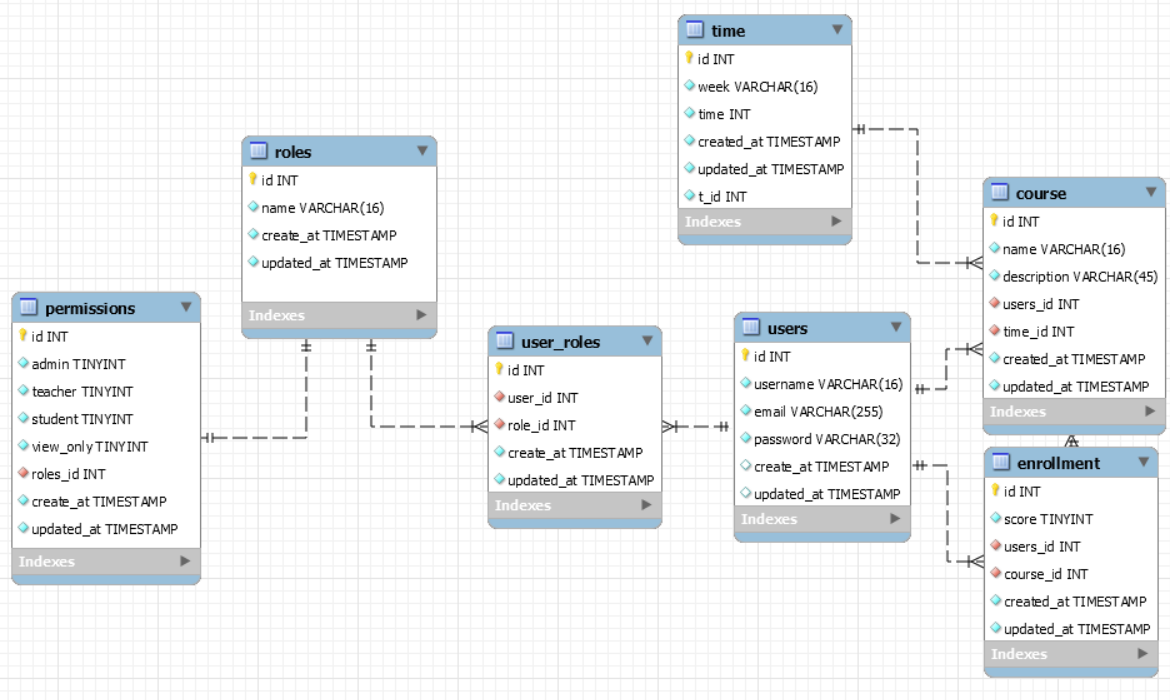 time
id INT
week VARCHAR(16)
time INT
created_at TIMESTAMP
updated_at TIMESTAMP
t_id INT
Indexes
roles
id INT
name VARCHAR(16)
create_at TIMESTAMP
updated_at TIMESTAMP
Indexes
course
id INT
name VARCHAR(16)
description VARCHAR(45)
users_id INT
time_id INT
created_at TIMESTAMP
updated_at TIMESTAMP
Indexes
permissions
id INT
admin TINYINT
teacher TINYINT
student TINYINT
view_only TINYINT
roles_id INT
create_at TIMESTAMP
updated_at TIMESTAMP
Indexes
user_roles
id INT
user_id INT
role_id INT
create_at TIMESTAMP
updated_at TIMESTAMP
Indexes
users
id INT
username VARCHAR(16)
email VARCHAR(255)
password VARCHAR(32)
create_at TIMESTAMP
updated_at TIMESTAMP
Indexes
enrollment
id INT
score TINYINT
users_id INT
course_id INT
created_at TIMESTAMP
updated_at TIMESTAMP
Indexes